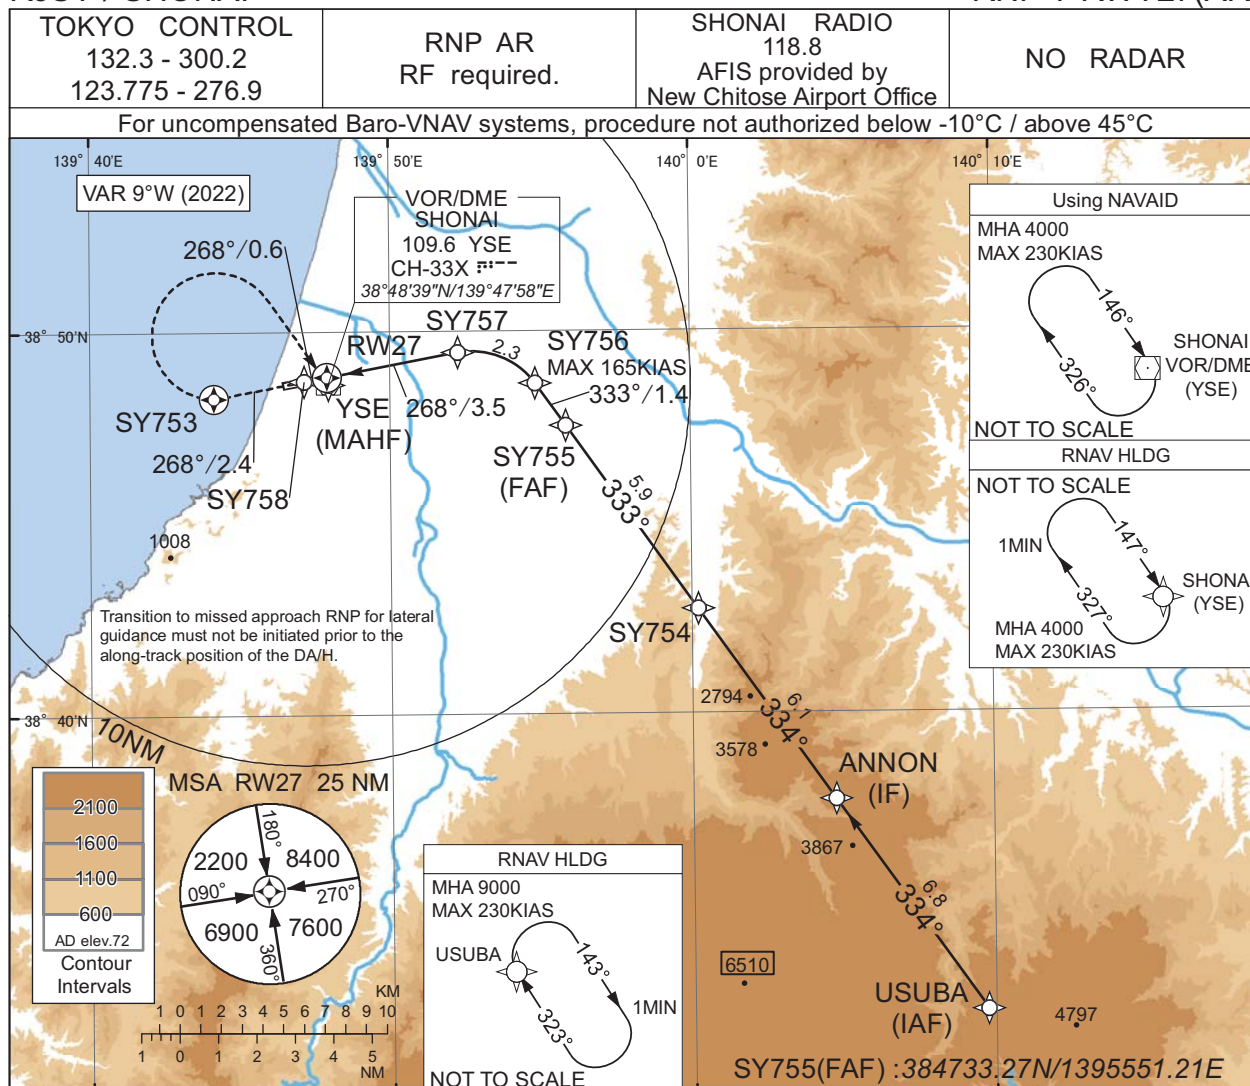 TOKYO CONTROL
132.3 - 300.2
123.775 - 276.9
RNP AR
RF required.
SHONAI RADIO
118.8
AFIS provided by
New Chitose Airport Office
NO RADAR
For uncompensated Baro-VNAV systems, procedure not authorized below -10°C / above 45°C
139° 40'E
139° 50'E
140° 0'E
140° 10'E
VAR 9°W (2022)
VOR/DME
SHONAI
109.6 YSE
CH-33X
38°48'39"N/139°47'58"E
268°/0.6
38° 50'N
SY757
RW27
2.3
SY756
MAX 165KIAS
333°/1.4
YSE
(MAHF)
268°/3.5
SY753
268°/2.4
SY758
SY755
(FAF)
5.9
333°
1008
Transition to missed approach RNP for lateral
guidance must not be initiated prior to the
along-track position of the DA/H.
SY754
2794
6.1
334°
3578
38° 40'N
10NM
ANNON
(IF)
3867
6.8
334°
6510
USUBA
(IAF)
4797
SY755(FAF) :384733.27N/1395551.21E
Using NAVAID
MHA 4000
MAX 230KIAS
146°
326°
SHONAI
VOR/DME
(YSE)
NOT TO SCALE
RNAV HLDG
NOT TO SCALE
1MIN
147°
327°
SHONA
(YSE)
MHA 4000
MAX 230KIAS
2100
1600
1100
600
AD elev.72
Contour
Intervals
MSA RW27 25 NM
180°
2200
8400
090°
270°
6900
7600
360°
KM
1 0 1 2 3 4 5 6 7 8 9 10
1 0 1 2 3 4 5
NM
RNAV HLDG
MHA 9000
MAX 230KIAS
USUBA
143°
323°
1MIN
NOT TO SCALE